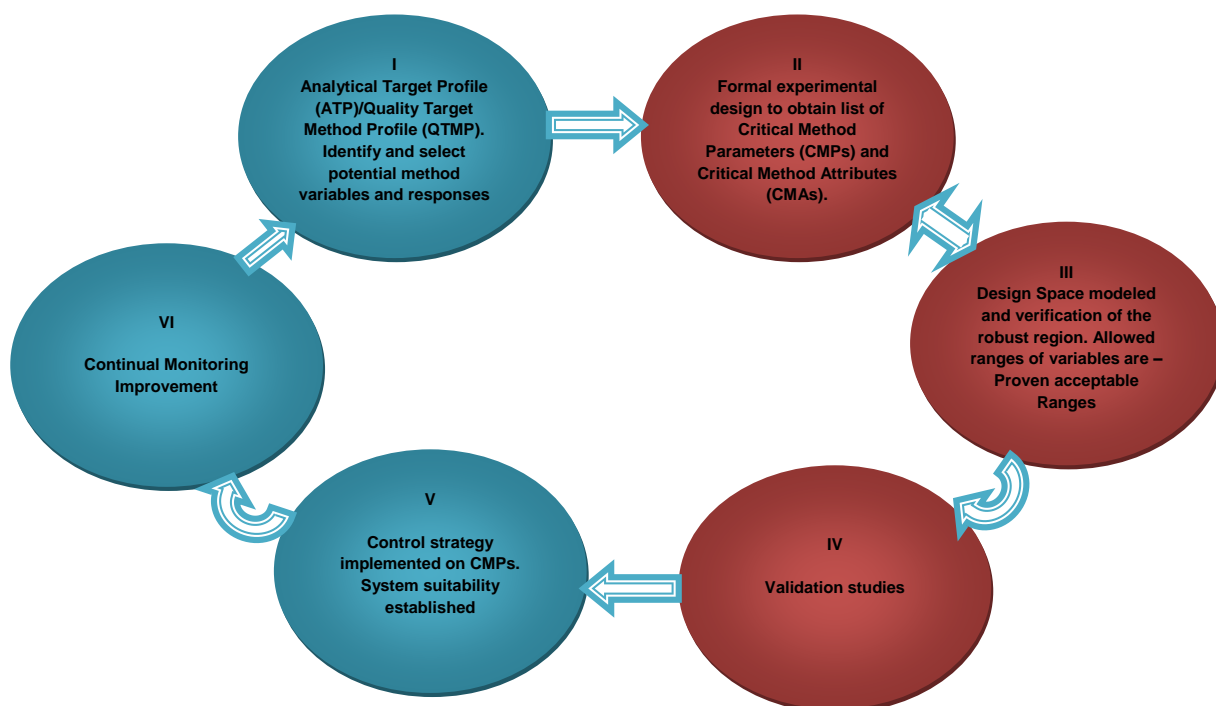 I
Analytical Target Profile
(ATP)/Quality Target
Method Profile (QTMP).
Identify and select
potential method
variables and responses
II
Formal experimental
design to obtain list of
Critical Method
Parameters (CMPs) and
Critical Method Attributes
(CMAs).
III
Design Space modeled
and verification of the
robust region. Allowed
ranges of variables are –
Proven acceptable
Ranges
IV
Validation studies
V
Control strategy
implemented on CMPs.
System suitability
established
VI
Continual Monitoring
Improvement